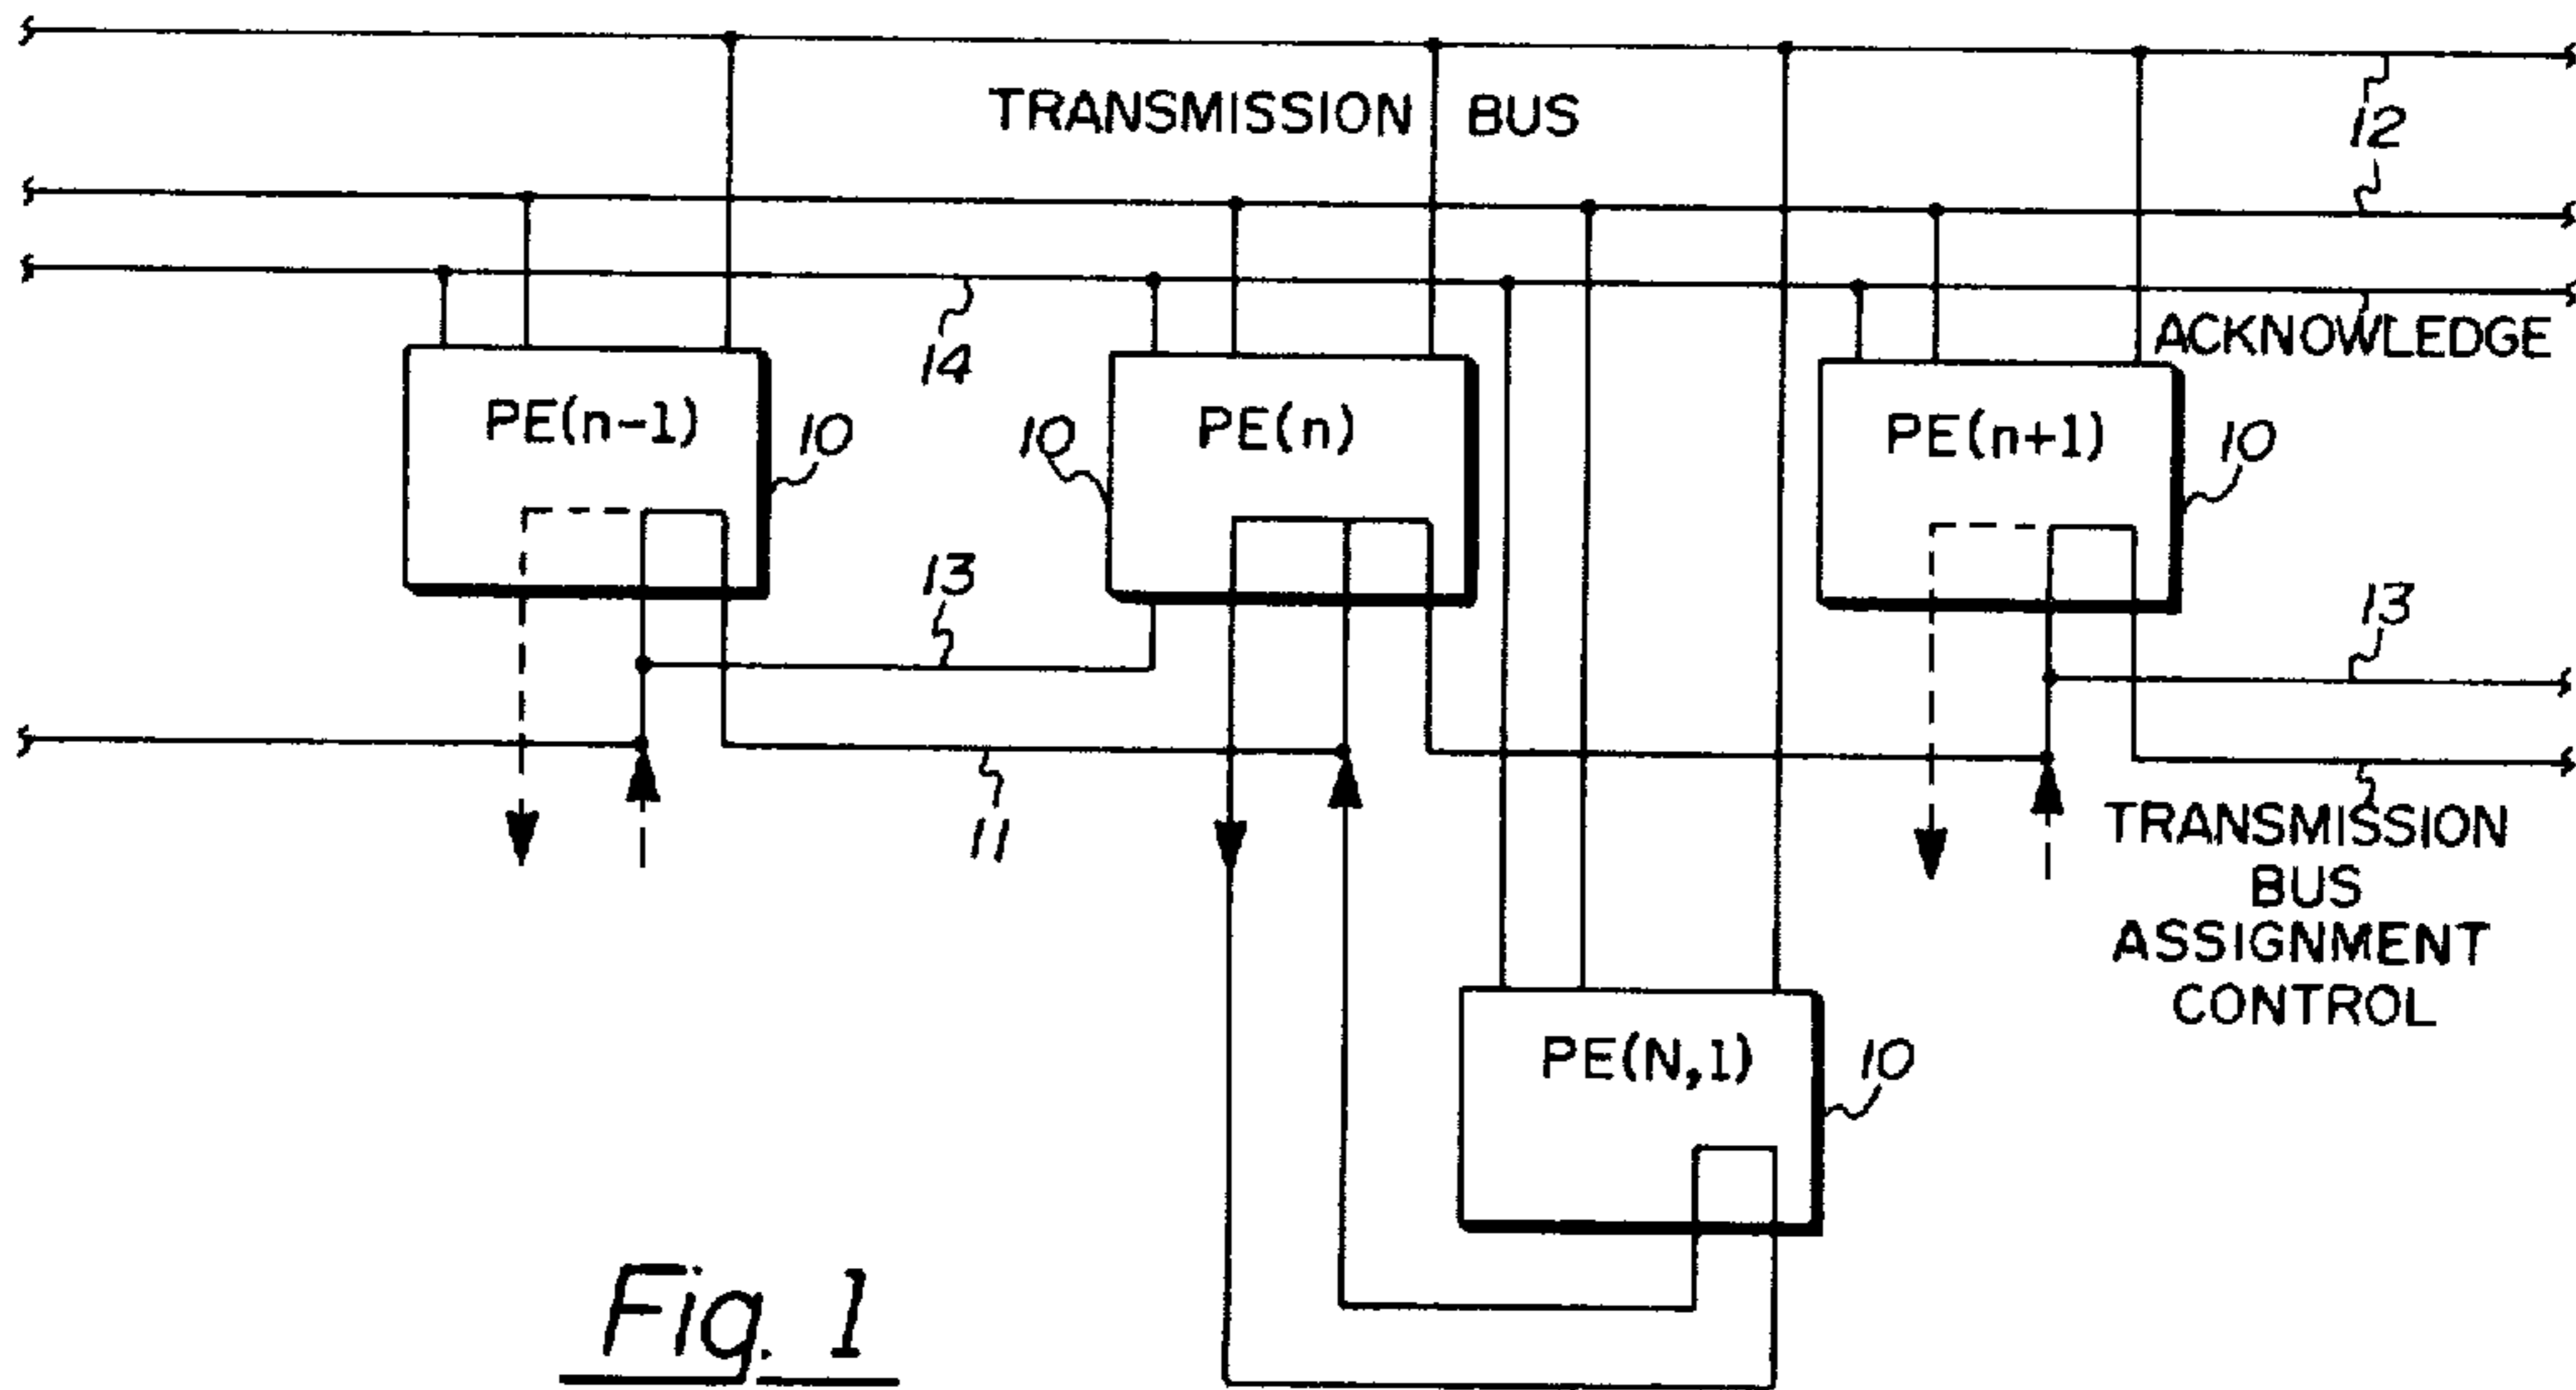 TRANSMISSION BUS
12
ACKNOWLEDGE
14
PE(n-1)
10
10
PE(n)
PE(n+1)
10
13
13
11
TRANSMISSION
BUS
ASSIGNMENT
CONTROL
PE(N,1)
10
Fig. 1